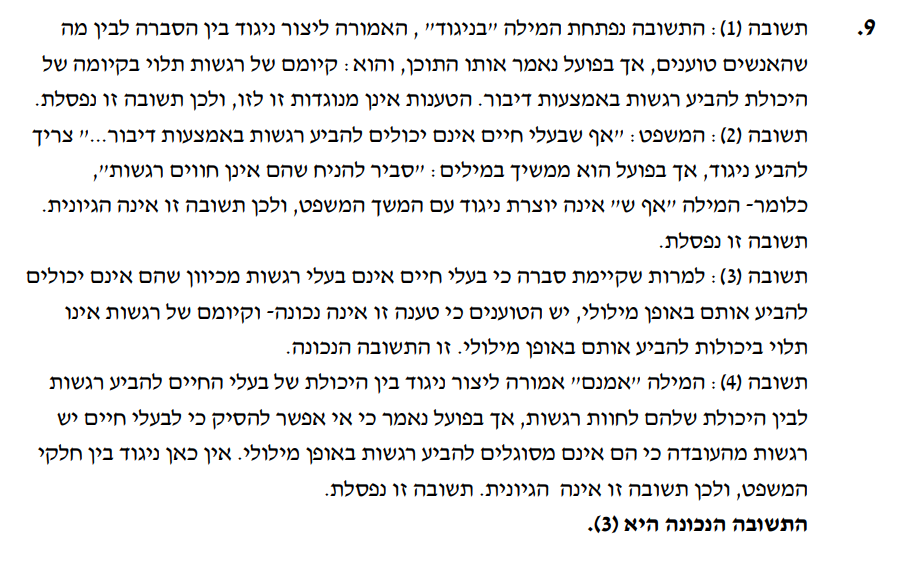 9. תשובה (1): התשובה נפתחת המילה "בניגוד", האמורה ליצור ניגוד בין הסברה לבין מה
שהאנשים טוענים, אך בפועל נאמר אותו התוכן, והוא: קיומם של רגשות תלוי בקיומה של
היכולת להביע רגשות באמצעות דיבור. הטענות אינן מנוגדות זו לזו, ולכן תשובה זו נפסלת.
תשובה (2): המשפט: "אף שבעלי חיים אינם יכולים להביע רגשות באמצעות דיבור..." צריך
להביע ניגוד, אך בפועל הוא ממשיך במילים: "סביר להניח שהם אינן חווים רגשות",
כלומר- המילה "אף ש" אינה יוצרת ניגוד עם המשך המשפט, ולכן תשובה זו אינה הגיונית.
תשובה זו נפסלת.
תשובה (3): למרות שקיימת סברה כי בעלי חיים אינם בעלי רגשות מכיוון שהם אינם יכולים
להביע אותם באופן מילולי, יש הטוענים כי טענה זו אינה נכונה- וקיומם של רגשות אינו
תלוי ביכולות להביע אותם באופן מילולי. זו התשובה הנכונה.
תשובה (4): המילה "אמנם" אמורה ליצור ניגוד בין היכולת של בעלי החיים להביע רגשות
לבין היכולת שלהם לחוות רגשות, אך בפועל נאמר כי אי אפשר להסיק כי לבעלי חיים יש
רגשות מהעובדה כי הם אינם מסוגלים להביע רגשות באופן מילולי. אין כאן ניגוד בין חלקי
המשפט, ולכן תשובה זו אינה הגיונית. תשובה זו נפסלת.
התשובה הנכונה היא (3).